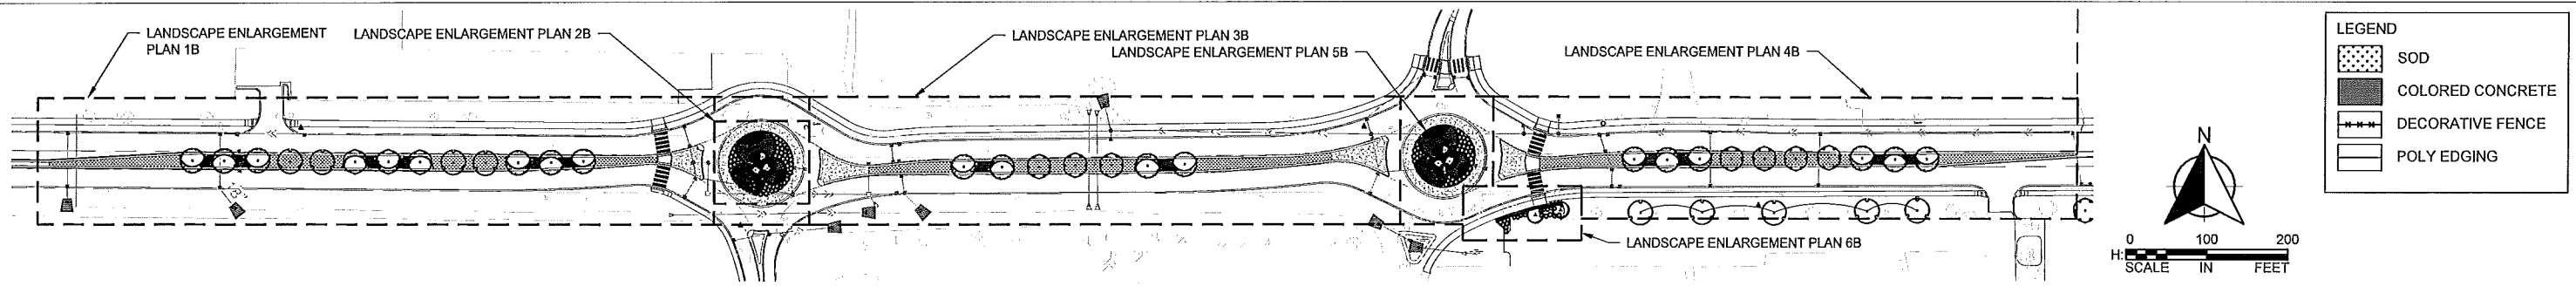 LANDSCAPE ENLARGEMENT
PLAN 1B
LANDSCAPE ENLARGEMENT PLAN 2B
LANDSCAPE ENLARGEMENT PLAN 3B
LANDSCAPE ENLARGEMENT PLAN 5B
LANDSCAPE ENLARGEMENT PLAN 4B
LANDSCAPE ENLARGEMENT PLAN 6B
LEGEND
SOD
COLORED CONCRETE
DECORATIVE FENCE
POLY EDGING
N
0 100 200
H:
SCALE IN FEET